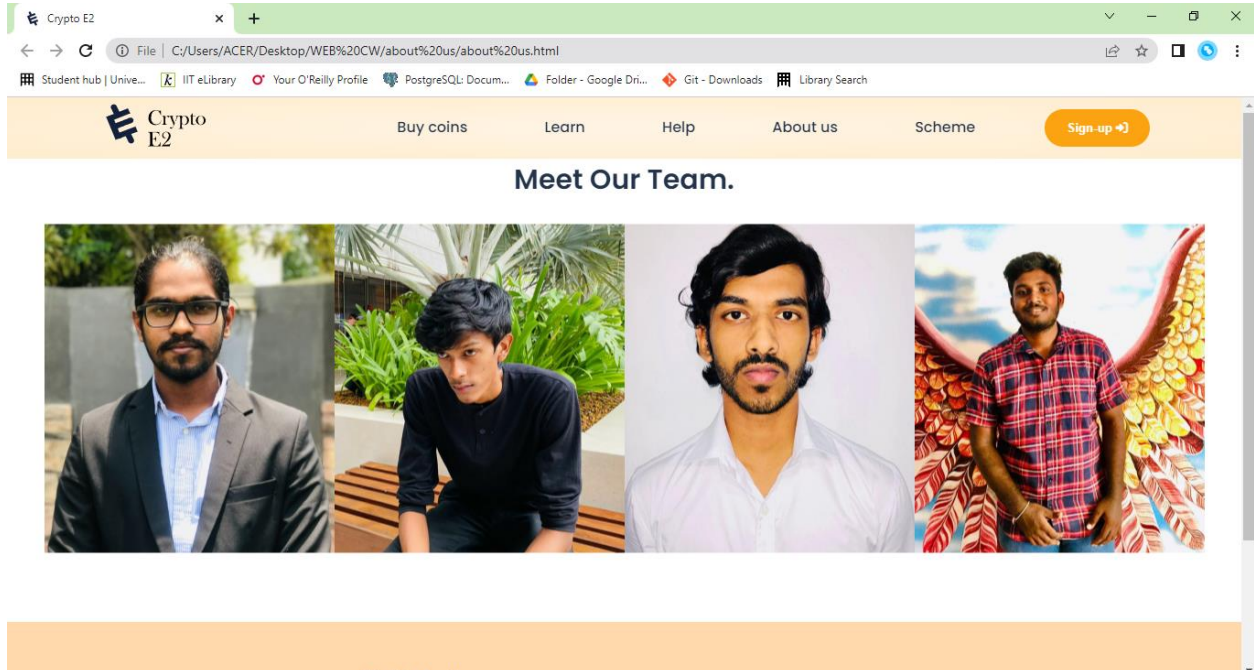 Crypto E2
File | C:/Users/ACER/Desktop/WEB%20CW/about%20us/about%20us.html
Student hub | Unive... IIT eLibrary Your O'Reilly Profile PostgreSQL: Docum... Folder - Google Dri... Git - Downloads Library Search
Crypto
E2
Buy coins Learn Help About us Scheme Sign-up
Meet Our Team.